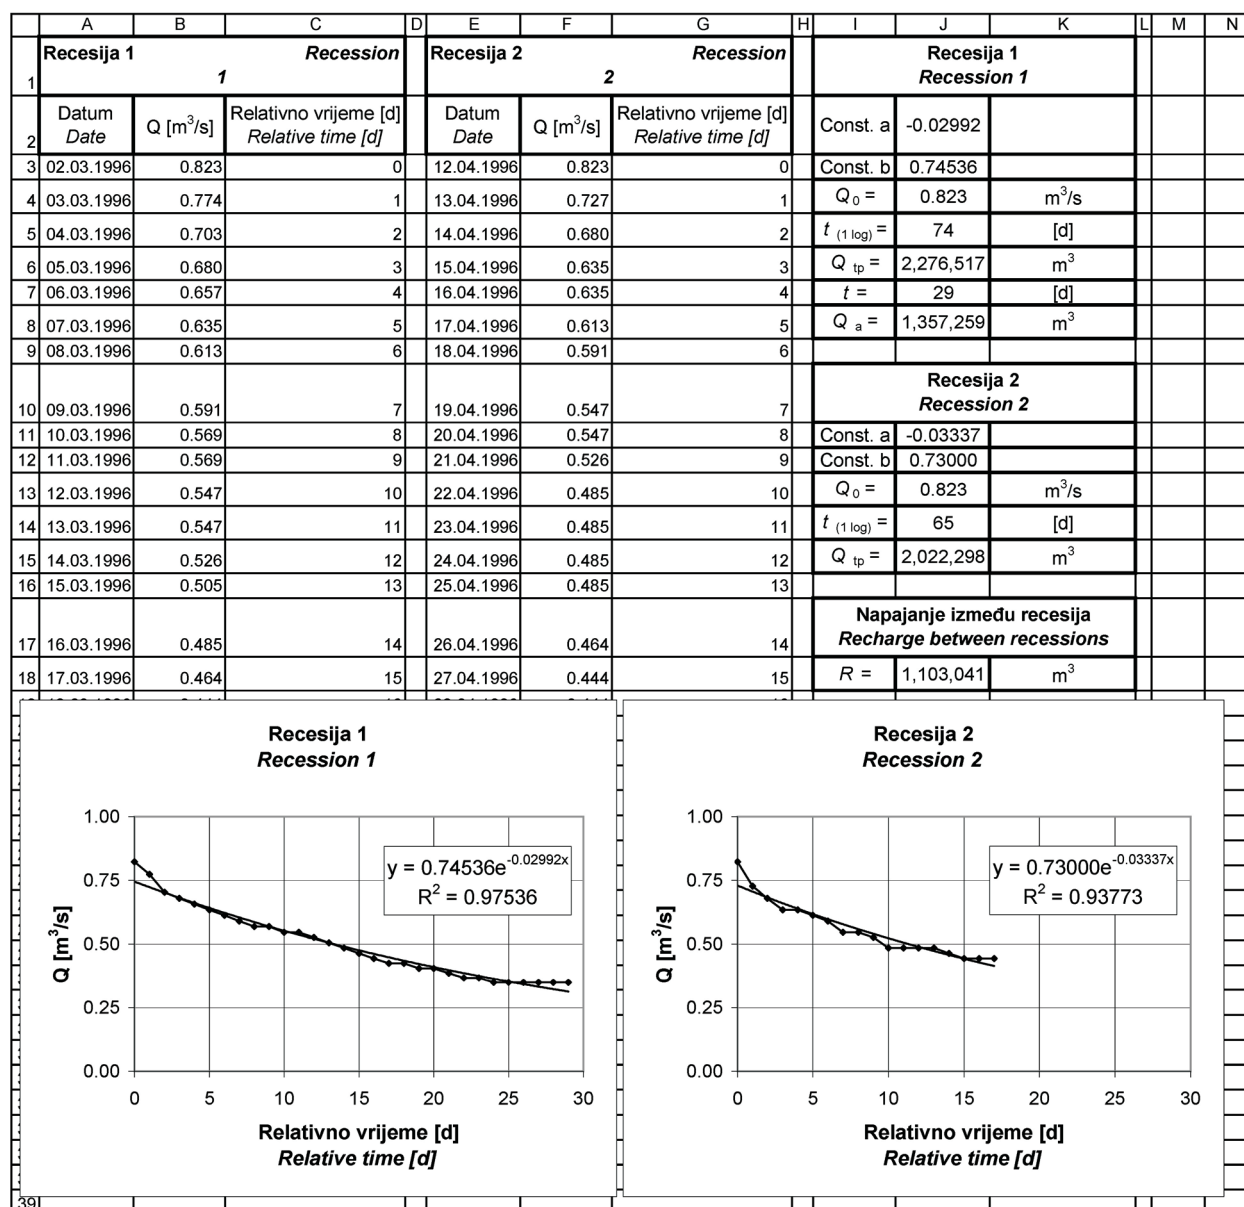 A B C D E F G H I J K L M N
1 Recesija 1 Recession 1 Recesija 2 Recession 2 Recesija 1
Recession 1
2 Datum Date Q [m³/s] Relativno vrijeme [d] Relative time [d] Datum Date Q [m³/s] Relativno vrijeme [d] Relative time [d] Const. a -0.02992
3 02.03.1996 0.823 0 12.04.1996 0.823 0 Const. b 0.74536
4 03.03.1996 0.774 1 13.04.1996 0.727 1 Q 0 = 0.823 m³/s
5 04.03.1996 0.703 2 14.04.1996 0.680 2 t (1 log) = 74 [d]
6 05.03.1996 0.680 3 15.04.1996 0.635 3 Q tp = 2,276,517 m³
7 06.03.1996 0.657 4 16.04.1996 0.635 4 t = 29 [d]
8 07.03.1996 0.635 5 17.04.1996 0.613 5 Q a = 1,357,259 m³
9 08.03.1996 0.613 6 18.04.1996 0.591 6
Recesija 2
Recession 2
10 09.03.1996 0.591 7 19.04.1996 0.547 7
11 10.03.1996 0.569 8 20.04.1996 0.547 8 Const. a -0.03337
12 11.03.1996 0.569 9 21.04.1996 0.526 9 Const. b 0.73000
13 12.03.1996 0.547 10 22.04.1996 0.485 10 Q 0 = 0.823 m³/s
14 13.03.1996 0.547 11 23.04.1996 0.485 11 t (1 log) = 65 [d]
15 14.03.1996 0.526 12 24.04.1996 0.485 12 Q tp = 2,022,298 m³
16 15.03.1996 0.505 13 25.04.1996 0.485 13
Napajanje između recesija
Recharge between recessions
17 16.03.1996 0.485 14 26.04.1996 0.464 14
18 17.03.1996 0.464 15 27.04.1996 0.444 15 R = 1,103,041 m³
Recesija 1
Recession 1
y = 0.74536e^-0.02992x
R² = 0.97536
Q [m³/s]
1.00
0.75
0.50
0.25
0.00
0 5 10 15 20 25 30
Relativno vrijeme [d]
Relative time [d]
Recesija 2
Recession 2
y = 0.73000e^-0.03337x
R² = 0.93773
Q [m³/s]
1.00
0.75
0.50
0.25
0.00
0 5 10 15 20 25 30
Relativno vrijeme [d]
Relative time [d]
39